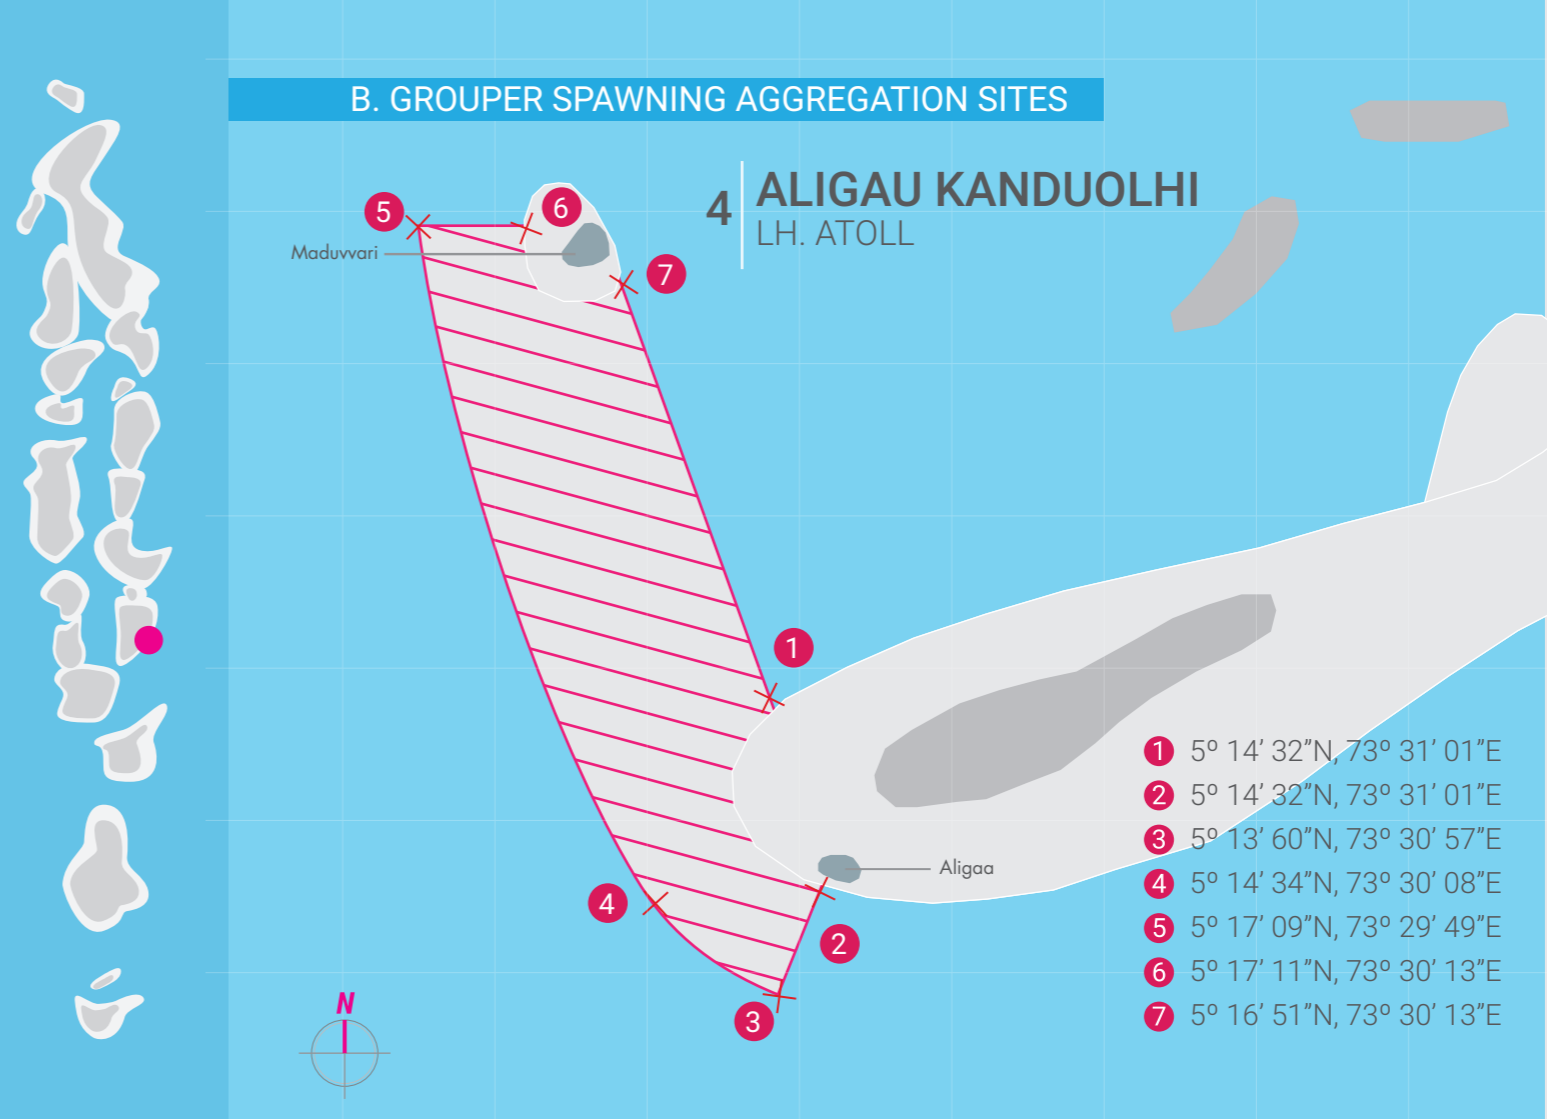 B. GROUPER SPAWNING AGGREGATION SITES
4
ALIGAU KANDUOLHI
LH. ATOLL
5
6
Maduvvari
7
1
Aligaa
4
2
3
N
1 5º 14’ 32”N, 73º 31’ 01”E
2 5º 14’ 32”N, 73º 31’ 01”E
3 5º 13’ 60”N, 73º 30’ 57”E
4 5º 14’ 34”N, 73º 30’ 08”E
5 5º 17’ 09”N, 73º 29’ 49”E
6 5º 17’ 11”N, 73º 30’ 13”E
7 5º 16’ 51”N, 73º 30’ 13”E